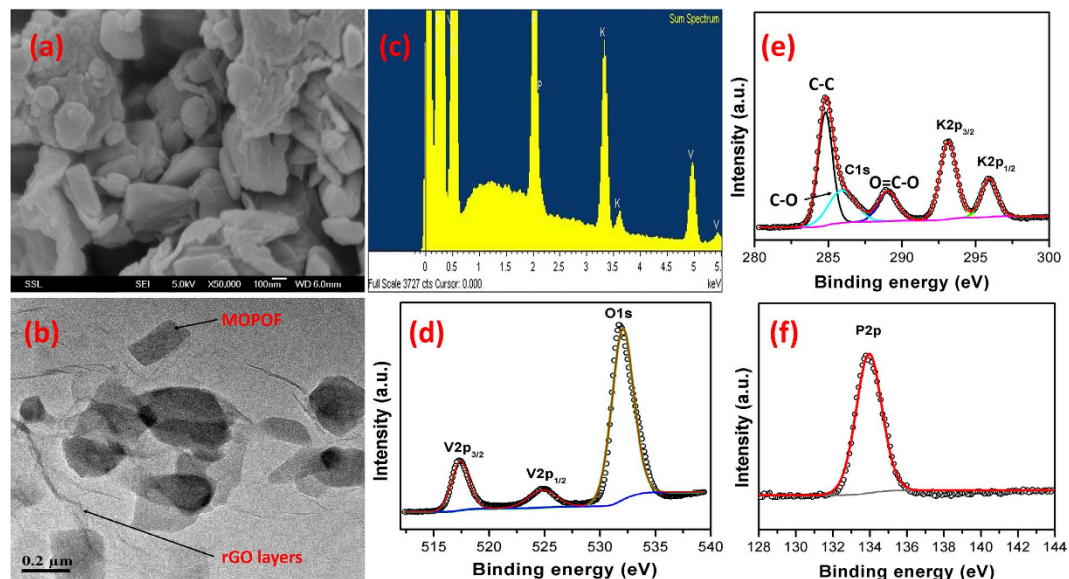 (a)
SSL SEI 5.0kV X50,000 100nm WD 6.0mm
(b)
MOPOF
rGO layers
0.2 µm
(c)
Sum Spectrum
V
P
K
K
V
V
0 0.5 1 1.5 2 2.5 3 3.5 4 4.5 5 5.
Full Scale 3727 cts Cursor: 0.000
keV
(d)
O1s
V2p3/2
V2p1/2
Intensity (a.u.)
515 520 525 530 535 540
Binding energy (eV)
(e)
C-C
K2p3/2
C1s
O=C-O
K2p1/2
C-O
Intensity (a.u.)
280 285 290 295 300
Binding energy (eV)
(f)
P2p
Intensity (a.u.)
128 130 132 134 136 138 140 142 144
Binding energy (eV)